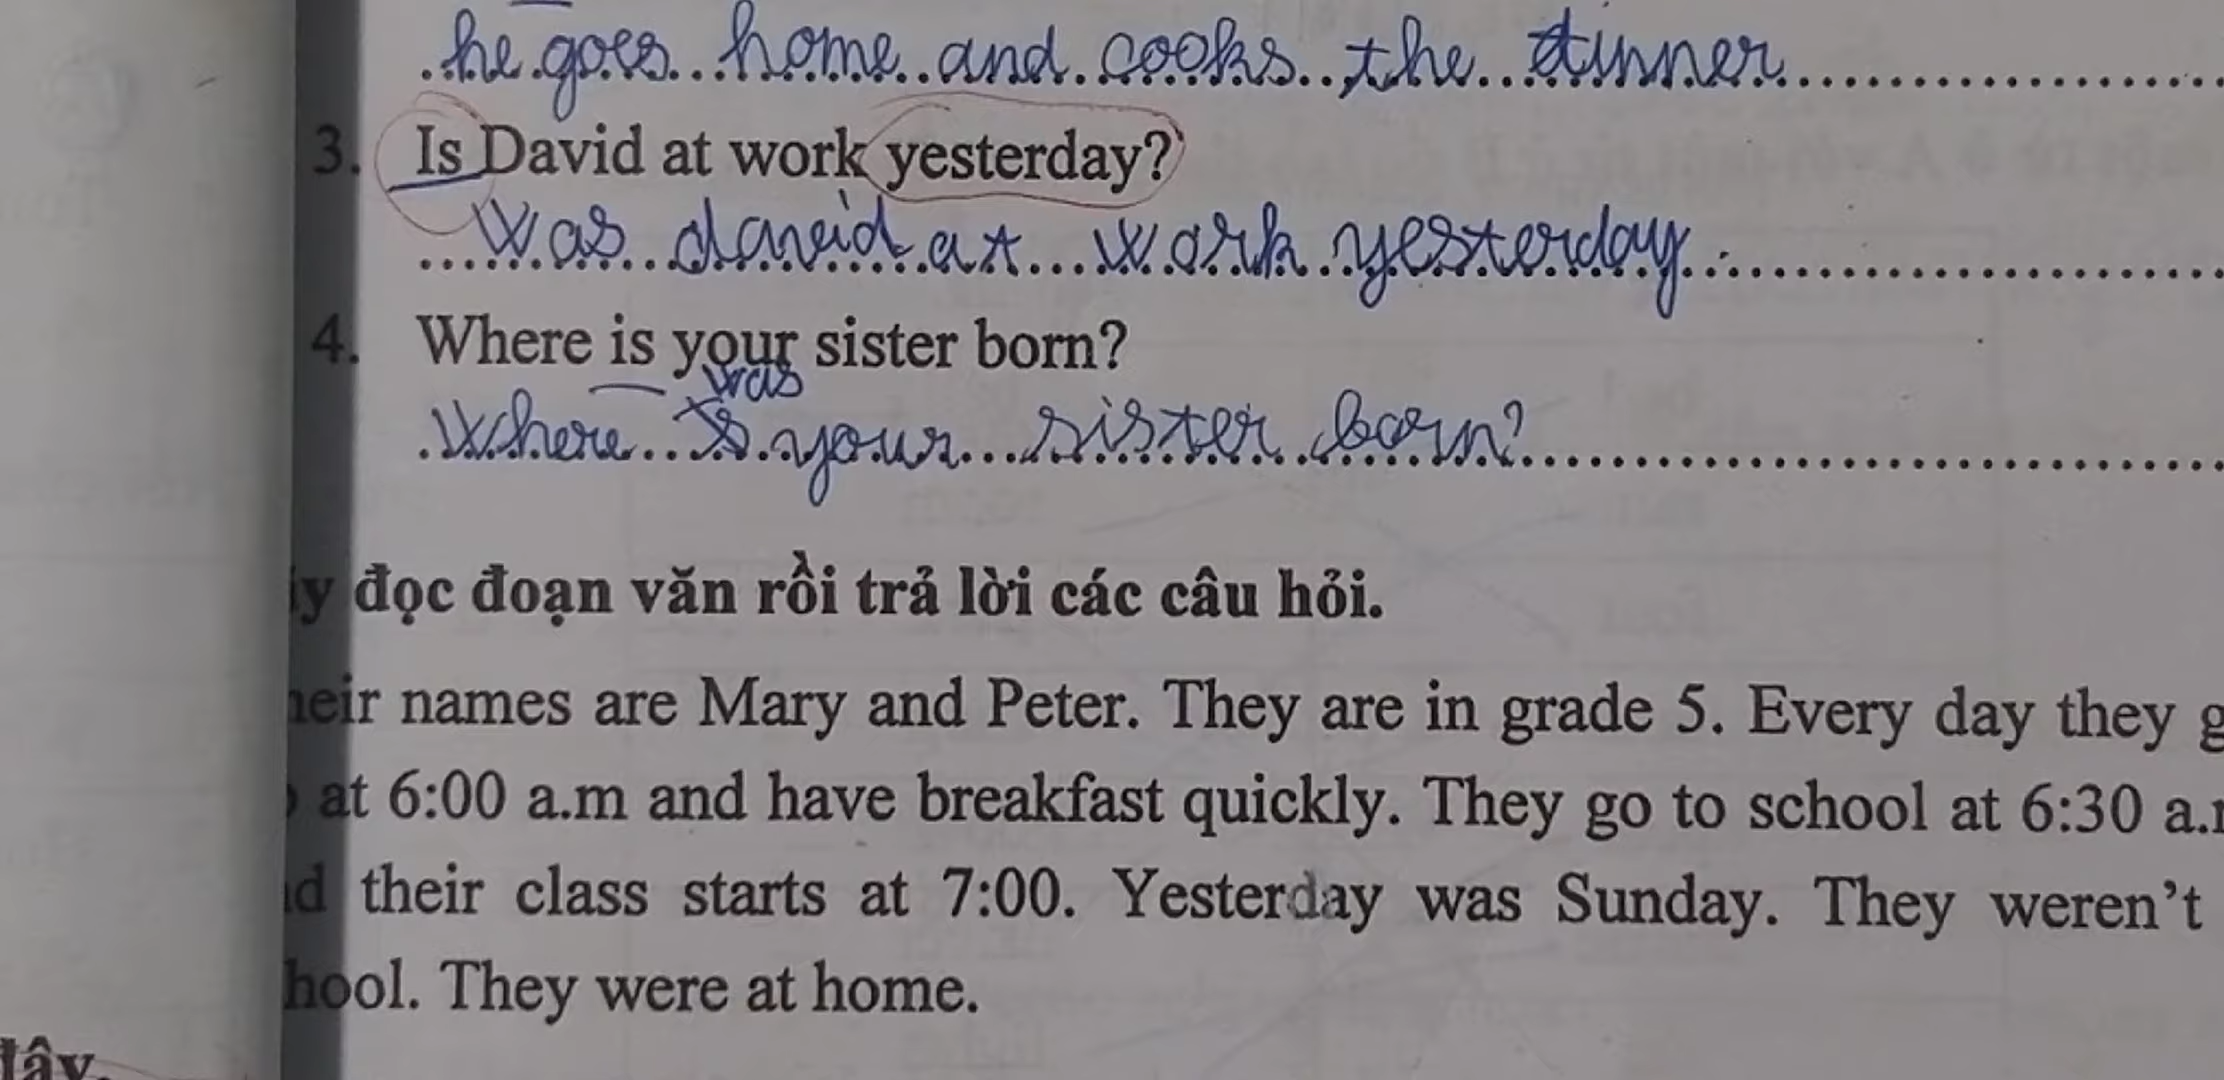 he goes home and cooks the dinner
3. Is David at work yesterday?
Was david at work yesterday.
4. Where is your sister born?
was
Where is your sister born?
y đọc đoạn văn rồi trả lời các câu hỏi.
heir names are Mary and Peter. They are in grade 5. Every day they g
at 6:00 a.m and have breakfast quickly. They go to school at 6:30 a.
d their class starts at 7:00. Yesterday was Sunday. They weren't
hool. They were at home.